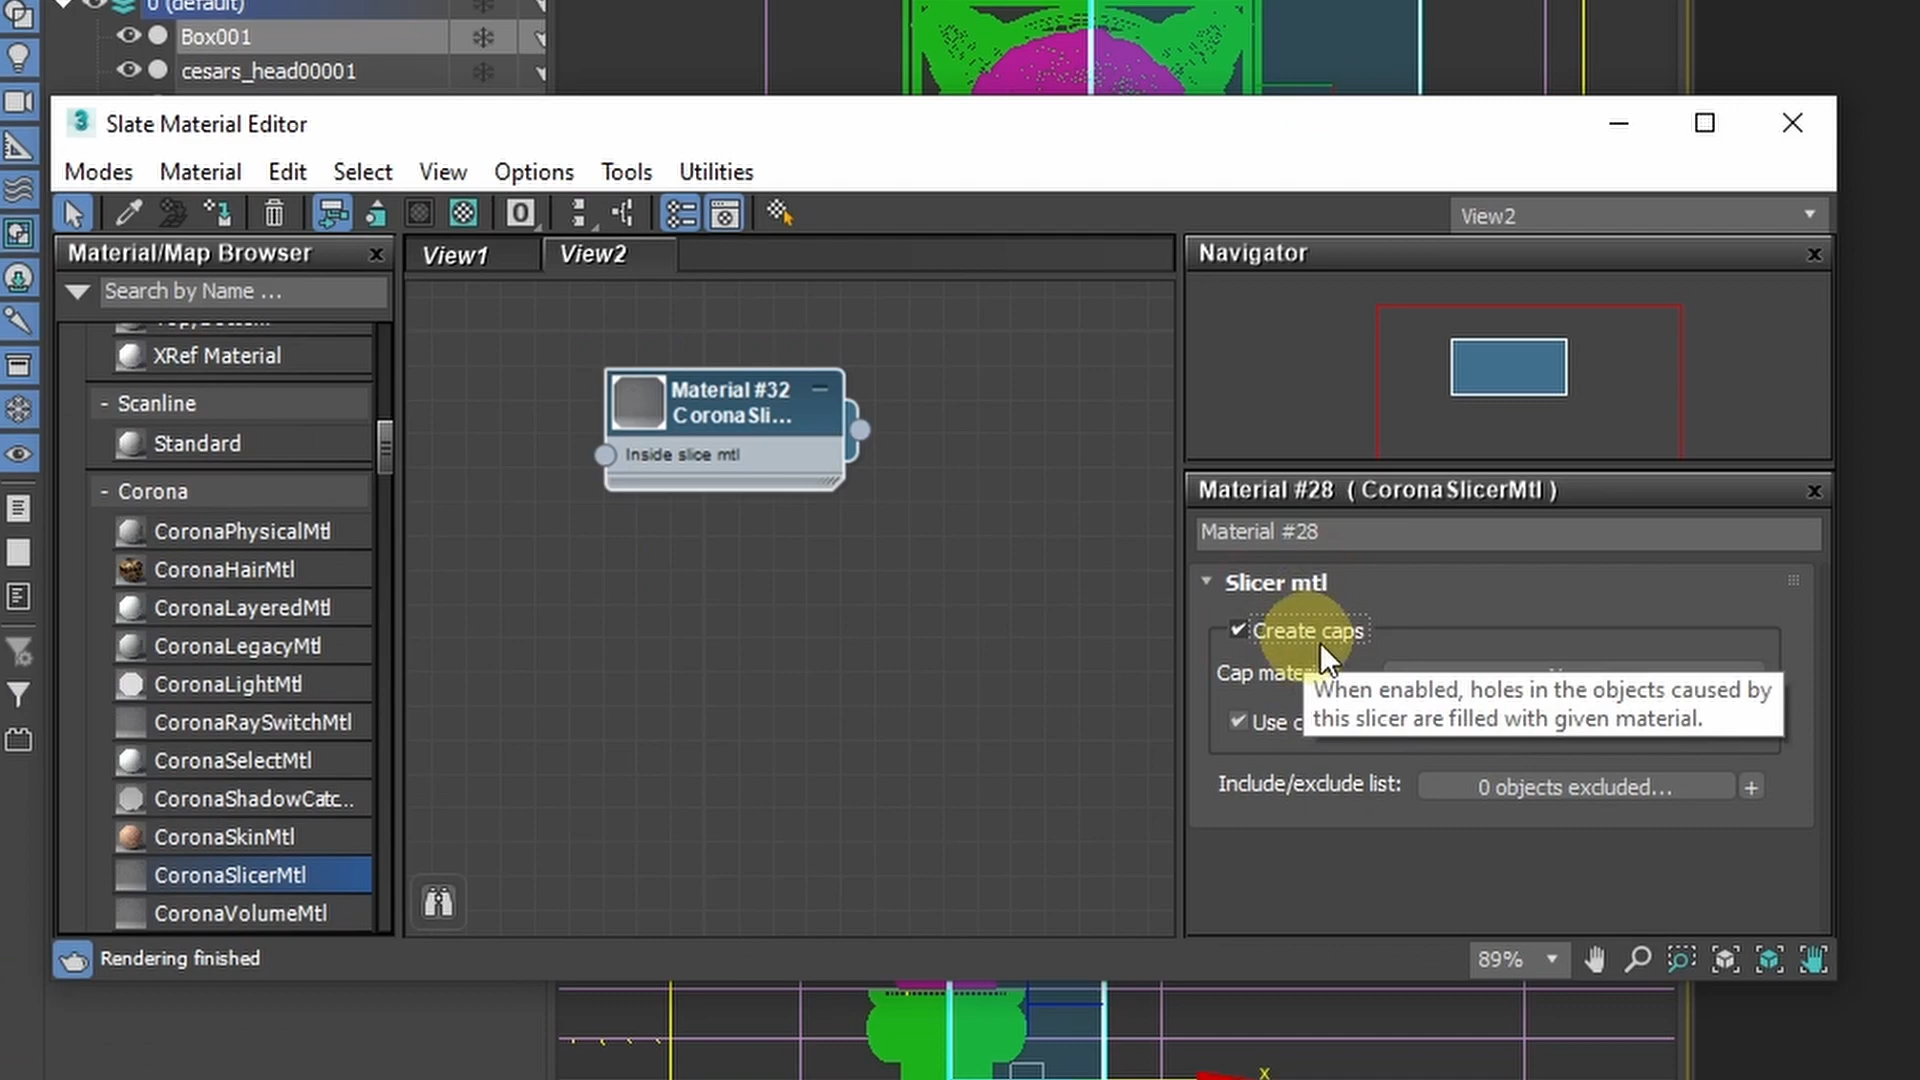 0 (default)
Box001
cesars_head00001
3
Slate Material Editor
Modes Material Edit Select View Options Tools Utilities
0
View2
Material/Map Browser x
View1
View2
Navigator x
Search by Name ...
XRef Material
- Scanline
Standard
- Corona
CoronaPhysicalMtl
CoronaHairMtl
CoronaLayeredMtl
CoronaLegacyMtl
CoronaLightMtl
CoronaRaySwitchMtl
CoronaSelectMtl
CoronaShadowCatc...
CoronaSkinMtl
CoronaSlicerMtl
CoronaVolumeMtl
Material #32
CoronaSli...
Inside slice mtl
Material #28 ( CoronaSlicerMtl ) x
Material #28
Slicer mtl
Create caps
Cap materi
When enabled, holes in the objects caused by
this slicer are filled with given material.
Use c
Include/exclude list: 0 objects excluded... +
Rendering finished
89%
x